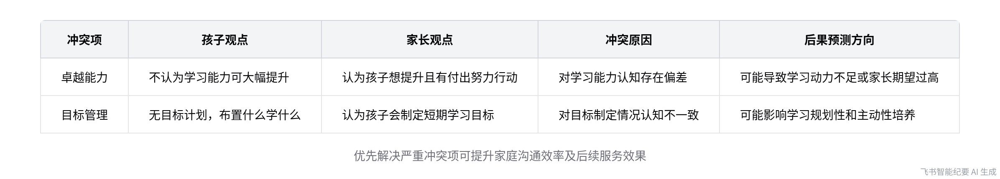 冲突项 孩子观点 家长观点 冲突原因 后果预测方向
卓越能力 不认为学习能力可大幅提升 认为孩子想提升且有付出努力行动 对学习能力认知存在偏差 可能导致学习动力不足或家长期望过高
目标管理 无目标计划，布置什么学什么 认为孩子会制定短期学习目标 对目标制定情况认知不一致 可能影响学习规划性和主动性培养
优先解决严重冲突项可提升家庭沟通效率及后续服务效果
飞书智能纪要 AI 生成